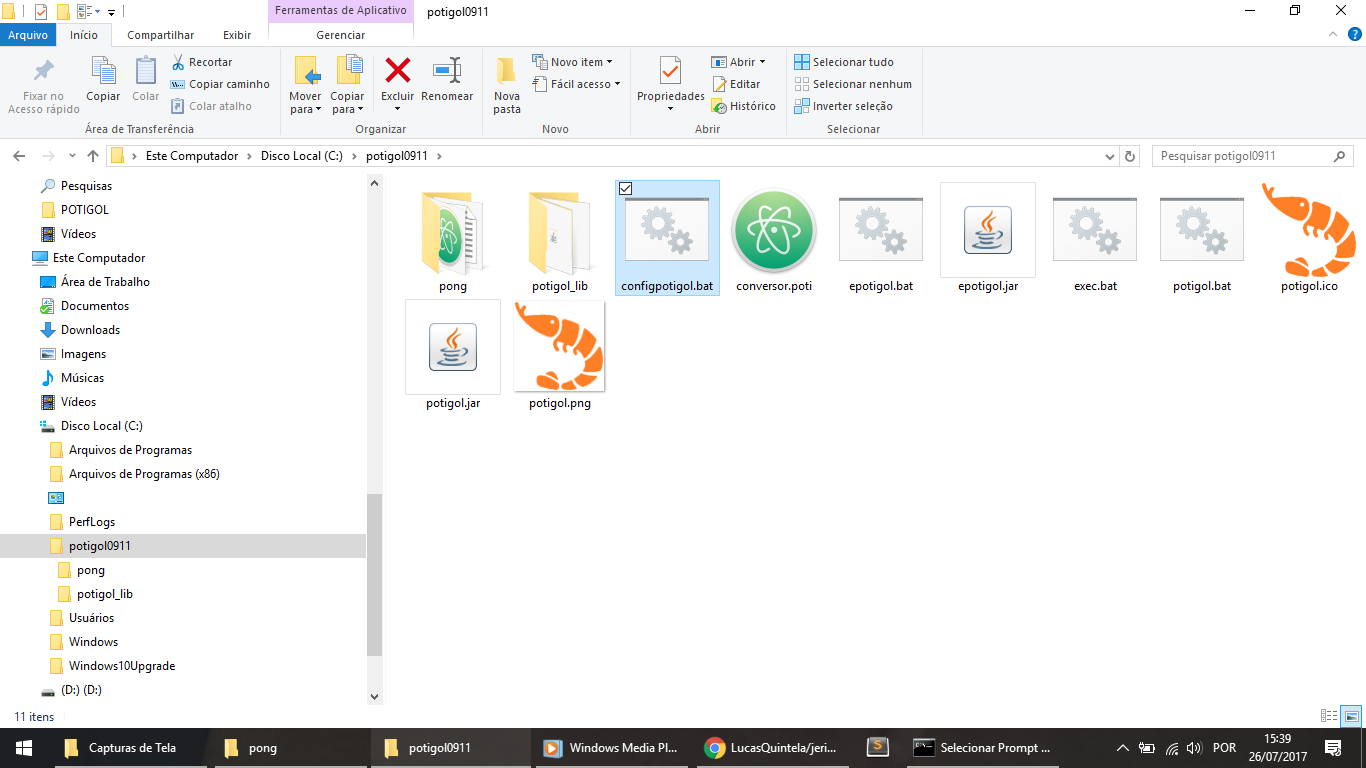 Ferramentas de Aplicativo
potigol0911
Arquivo
Início
Compartilhar
Exibir
Gerenciar
Fixar no
Acesso rápido
Copiar
Colar
Recortar
Copiar caminho
Colar atalho
Área de Transferência
Mover
para
Copiar
para
Excluir
Renomear
Organizar
Nova
pasta
Novo item
Fácil acesso
Novo
Propriedades
Abrir
Editar
Histórico
Abrir
Selecionar tudo
Selecionar nenhum
Inverter seleção
Selecionar
Este Computador
Disco Local (C:)
potigol0911
Pesquisar potigol0911
Pesquisas
POTIGOL
Vídeos
Este Computador
Área de Trabalho
Documentos
Downloads
Imagens
Músicas
Vídeos
Disco Local (C:)
Arquivos de Programas
Arquivos de Programas (x86)
PerfLogs
potigol0911
pong
potigol_lib
Usuários
Windows
Windows10Upgrade
(D:) (D:)
pong
potigol_lib
configpotigol.bat
conversor.poti
epotigol.bat
epotigol.jar
exec.bat
potigol.bat
potigol.ico
potigol.jar
potigol.png
11 itens
Capturas de Tela
pong
potigol0911
Windows Media Pl...
LucasQuintela/jeri...
Selecionar Prompt ...
POR
15:39
26/07/2017